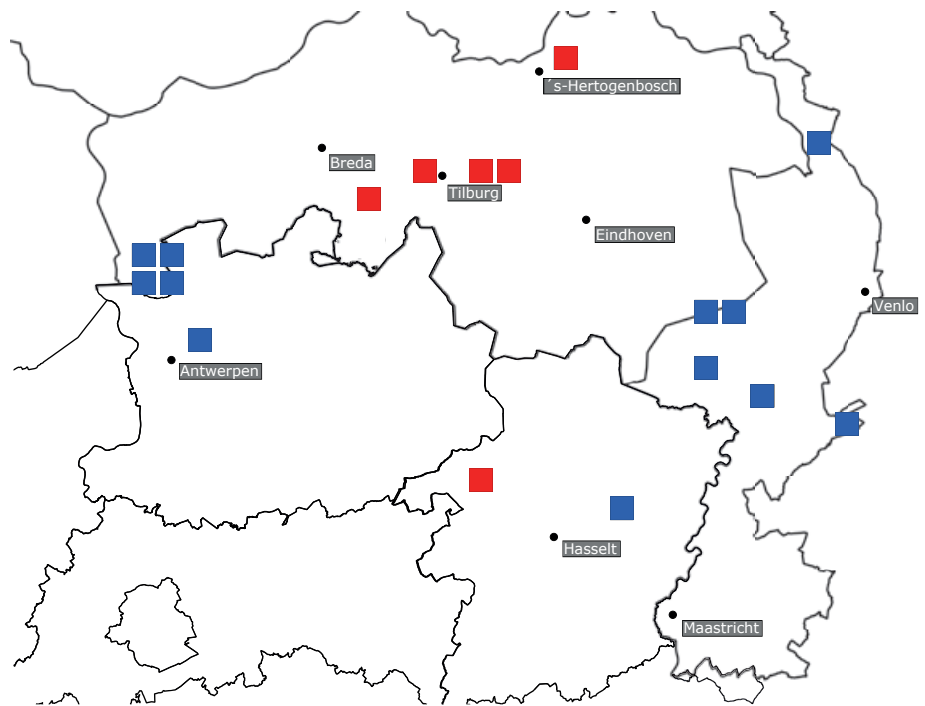 ´s-Hertogenbosch
Breda
Tilburg
Eindhoven
Venlo
Antwerpen
Hasselt
Maastricht